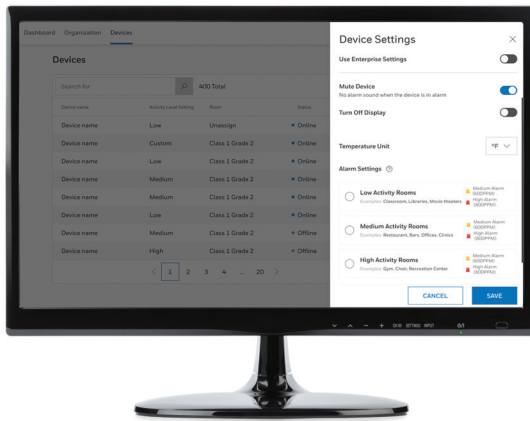 Dashboard Organization Devices
Devices
Search for
400 Total
Device name Activity Level Setting Room Status
Device name Low Unassign Online
Device name Custom Class 1 Grade 2 Online
Device name Low Class 1 Grade 2 Online
Device name Medium Class 1 Grade 2 Online
Device name Medium Class 1 Grade 2 Online
Device name Low Class 1 Grade 2 Online
Device name Medium Class 1 Grade 2 Offline
Device name High Class 1 Grade 2 Offline
< 1 2 3 4 ... 20 >
Device Settings
Use Enterprise Settings
Mute Device
No alarm sound when the device is in alarm
Turn Off Display
Temperature Unit °F
Alarm Settings
Low Activity Rooms
Examples: Classroom, Libraries, Movie theaters
Medium Alarm
High Alarm
Medium Activity Rooms
Examples: Restaurant, Bars, Offices, Clinics
Medium Alarm
High Alarm
High Activity Rooms
Examples: Gym, Choir, Recreation Center
Medium Alarm
High Alarm
CANCEL SAVE
SETTINGS INPUT